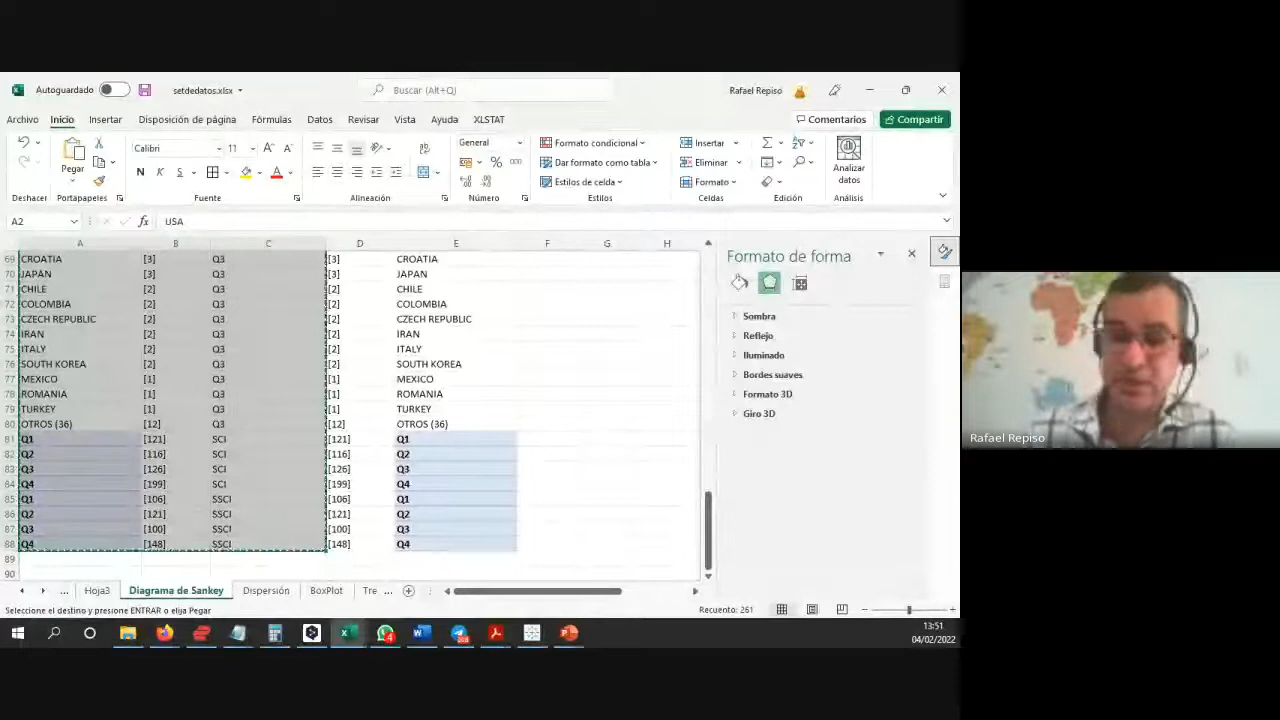 Autoguardado setdedatos.xlsx Buscar (Alt+Q) Rafael Repiso
Archivo Inicio Insertar Disposición de página Fórmulas Datos Revisar Vista Ayuda XLSTAT Comentarios Compartir
Pegar Calibri 11 General Formato condicional Insertar
N K S % 000 Dar formato como tabla Eliminar Analizar datos
Estilos de celda Formato
Deshacer Portapapeles Fuente Alineación Número Estilos Celdas Edición Análisis
A2 fx USA
A B C D E F G H
69 CROATIA [3] Q3 [3] CROATIA
70 JAPAN [3] Q3 [3] JAPAN
71 CHILE [2] Q3 [2] CHILE
72 COLOMBIA [2] Q3 [2] COLOMBIA
73 CZECH REPUBLIC [2] Q3 [2] CZECH REPUBLIC
74 IRAN [2] Q3 [2] IRAN
75 ITALY [2] Q3 [2] ITALY
76 SOUTH KOREA [2] Q3 [2] SOUTH KOREA
77 MEXICO [1] Q3 [1] MEXICO
78 ROMANIA [1] Q3 [1] ROMANIA
79 TURKEY [1] Q3 [1] TURKEY
80 OTROS (36) [12] Q3 [12] OTROS (36)
81 Q1 [121] SCI [121] Q1
82 Q2 [116] SCI [116] Q2
83 Q3 [126] SCI [126] Q3
84 Q4 [199] SCI [199] Q4
85 Q1 [106] SSCI [106] Q1
86 Q2 [121] SSCI [121] Q2
87 Q3 [100] SSCI [100] Q3
88 Q4 [148] SSCI [148] Q4
89
90
Formato de forma
Sombra
Reflejo
Iluminado
Bordes suaves
Formato 3D
Giro 3D
Rafael Repiso
... Hoja3 Diagrama de Sankey Dispersión BoxPlot Tre ...
Seleccione el destino y presione ENTRAR o elija Pegar Recuento: 261
13:51
04/02/2022